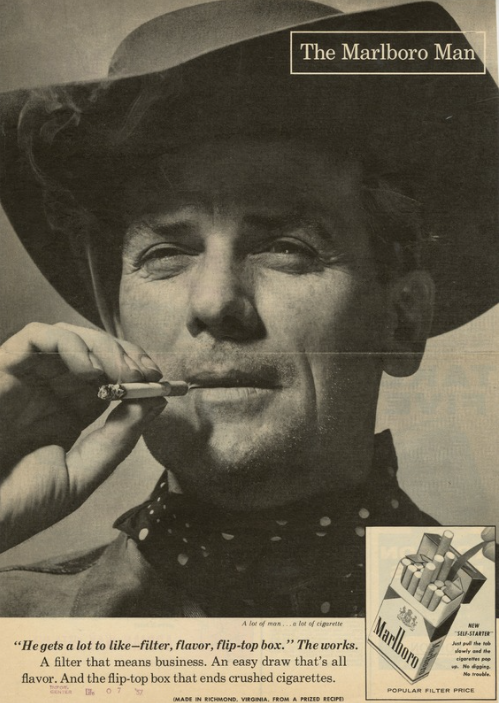 The Marlboro Man
A lot of man . . . a lot of cigarette
“He gets a lot to like—filter, flavor, flip-top box.” The works.
A filter that means business. An easy draw that’s all
flavor. And the flip-top box that ends crushed cigarettes.
(MADE IN RICHMOND, VIRGINIA, FROM A PRIZED RECIPE)
Marlboro
NEW
“SELF-STARTER”
Just pull the tab
slowly and the
cigarettes pop
up. No digging.
No trouble.
POPULAR FILTER PRICE